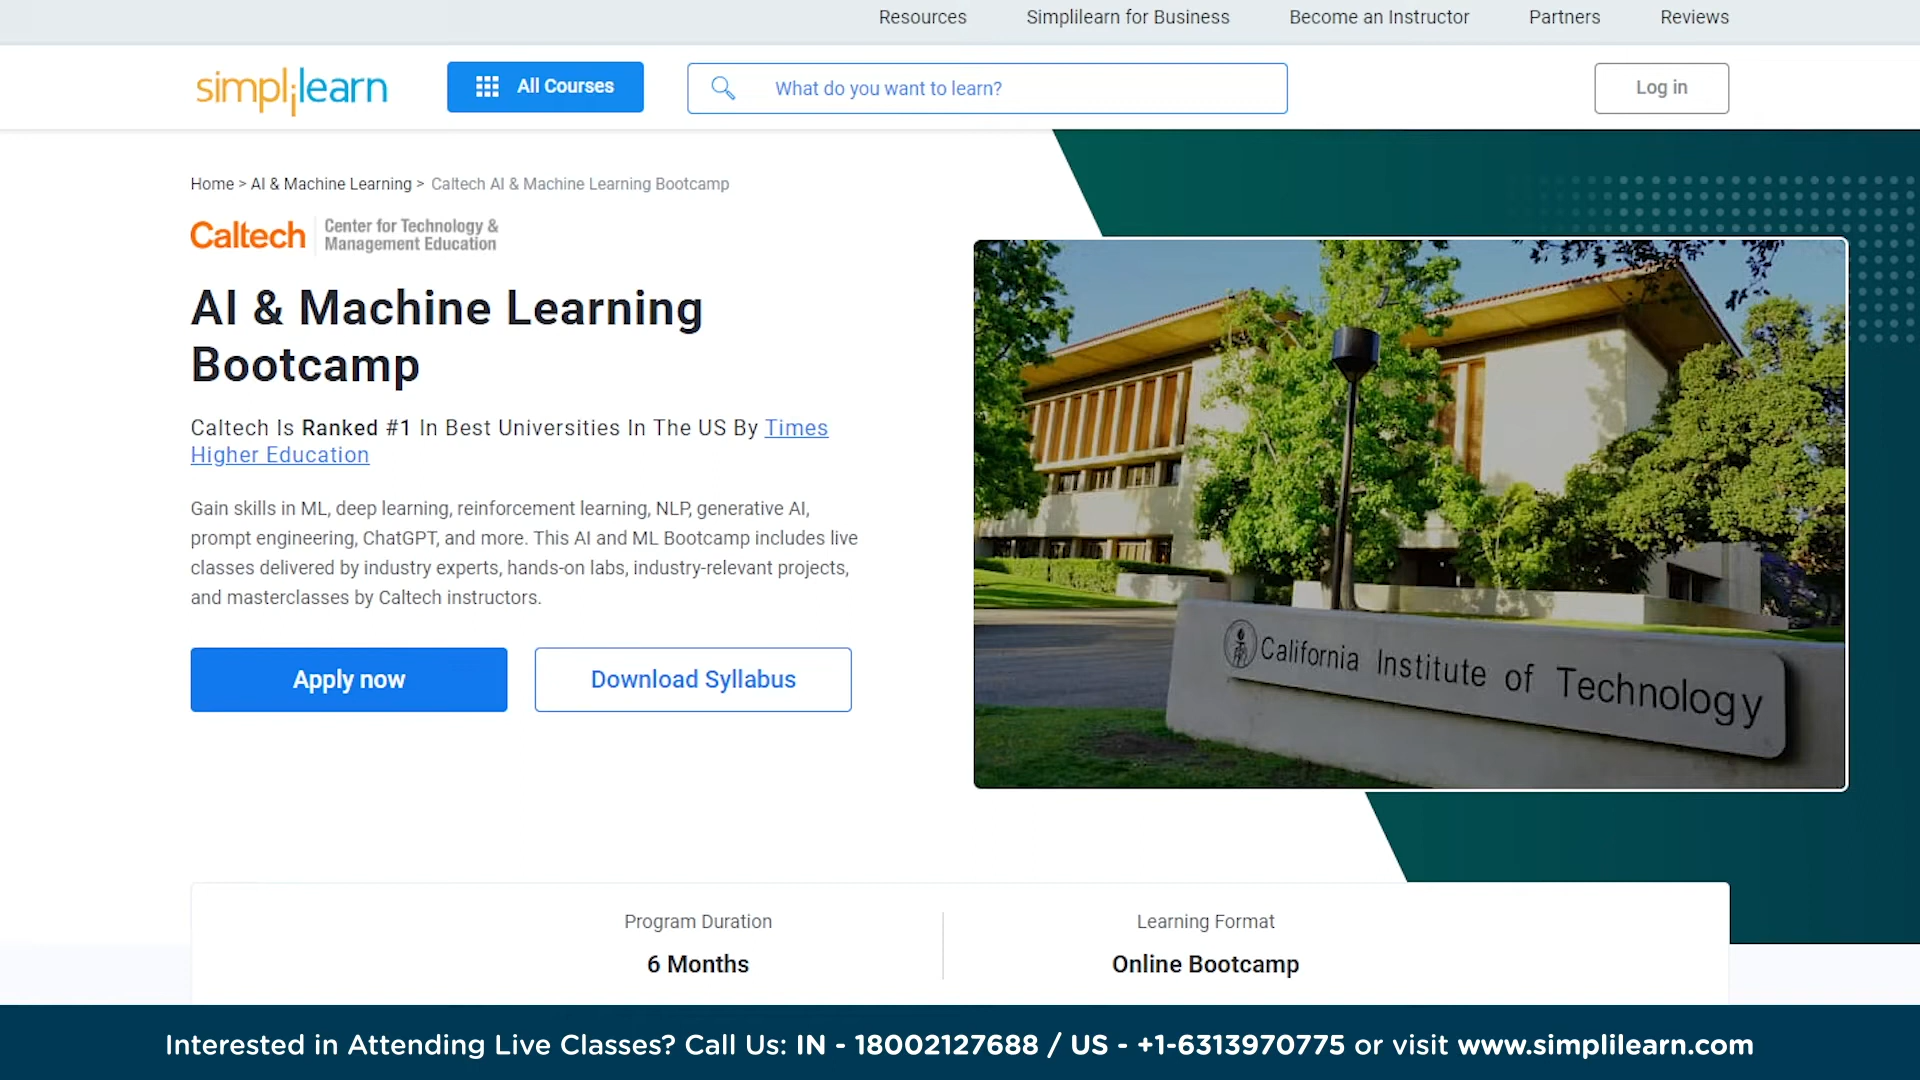 Resources Simplilearn for Business Become an Instructor Partners Reviews
simplilearn All Courses What do you want to learn? Log in
Home > AI & Machine Learning > Caltech AI & Machine Learning Bootcamp
Caltech
Center for Technology &
Management Education
AI & Machine Learning
Bootcamp
Caltech Is Ranked #1 In Best Universities In The US By Times
Higher Education
Gain skills in ML, deep learning, reinforcement learning, NLP, generative AI,
prompt engineering, ChatGPT, and more. This AI and ML Bootcamp includes live
classes delivered by industry experts, hands-on labs, industry-relevant projects,
and masterclasses by Caltech instructors.
Apply now Download Syllabus
California Institute of Technology
Program Duration Learning Format
6 Months Online Bootcamp
Interested in Attending Live Classes? Call Us: IN - 18002127688 / US - +1-6313970775 or visit www.simplilearn.com